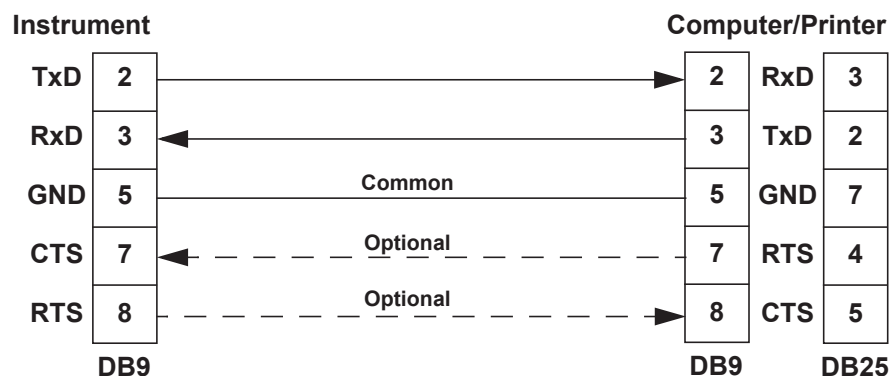 Instrument Computer/Printer
TxD 2 2 RxD 3
RxD 3 3 TxD 2
GND 5 Common 5 GND 7
CTS 7 Optional 7 RTS 4
RTS 8 Optional 8 CTS 5
DB9 DB9 DB25